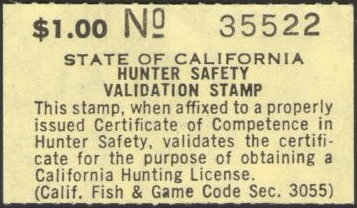 $1.00 No 35522
STATE OF CALIFORNIA
HUNTER SAFETY
VALIDATION STAMP
This stamp, when affixed to a properly
issued Certificate of Competence in
Hunter Safety, validates the certifi-
cate for the purpose of obtaining a
California Hunting License.
(Calif. Fish & Game Code Sec. 3055)